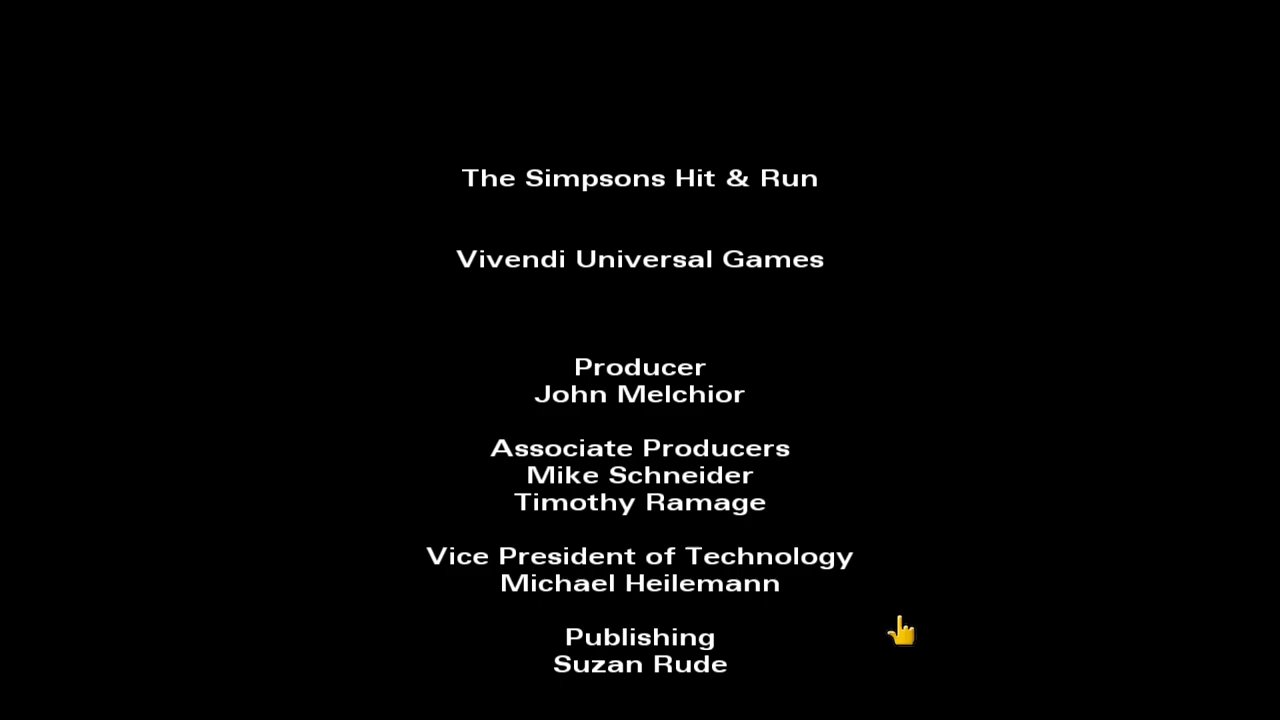 The Simpsons Hit & Run
Vivendi Universal Games
Producer
John Melchior
Associate Producers
Mike Schneider
Timothy Ramage
Vice President of Technology
Michael Heilemann
Publishing
Suzan Rude